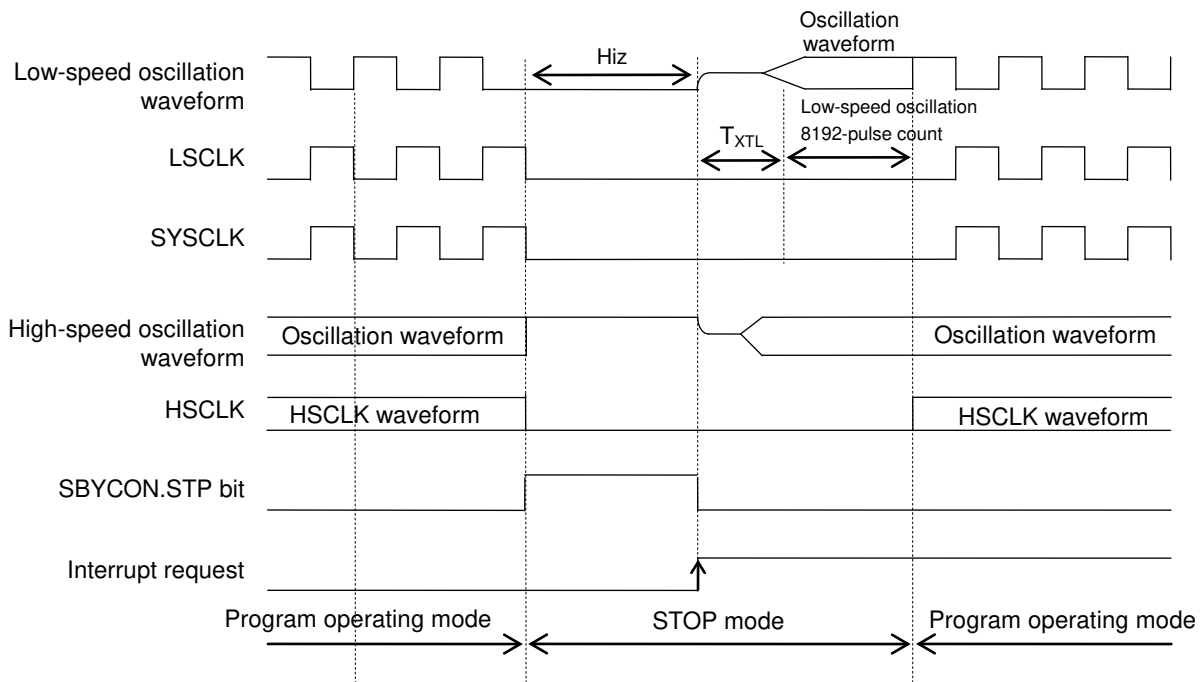 Oscillation
waveform
Low-speed oscillation
waveform
Hiz
Low-speed oscillation
8192-pulse count
T_XTL
LSCLK
SYSCLK
High-speed oscillation
waveform
Oscillation waveform
Oscillation waveform
HSCLK
HSCLK waveform
HSCLK waveform
SBYCON.STP bit
Interrupt request
Program operating mode
STOP mode
Program operating mode